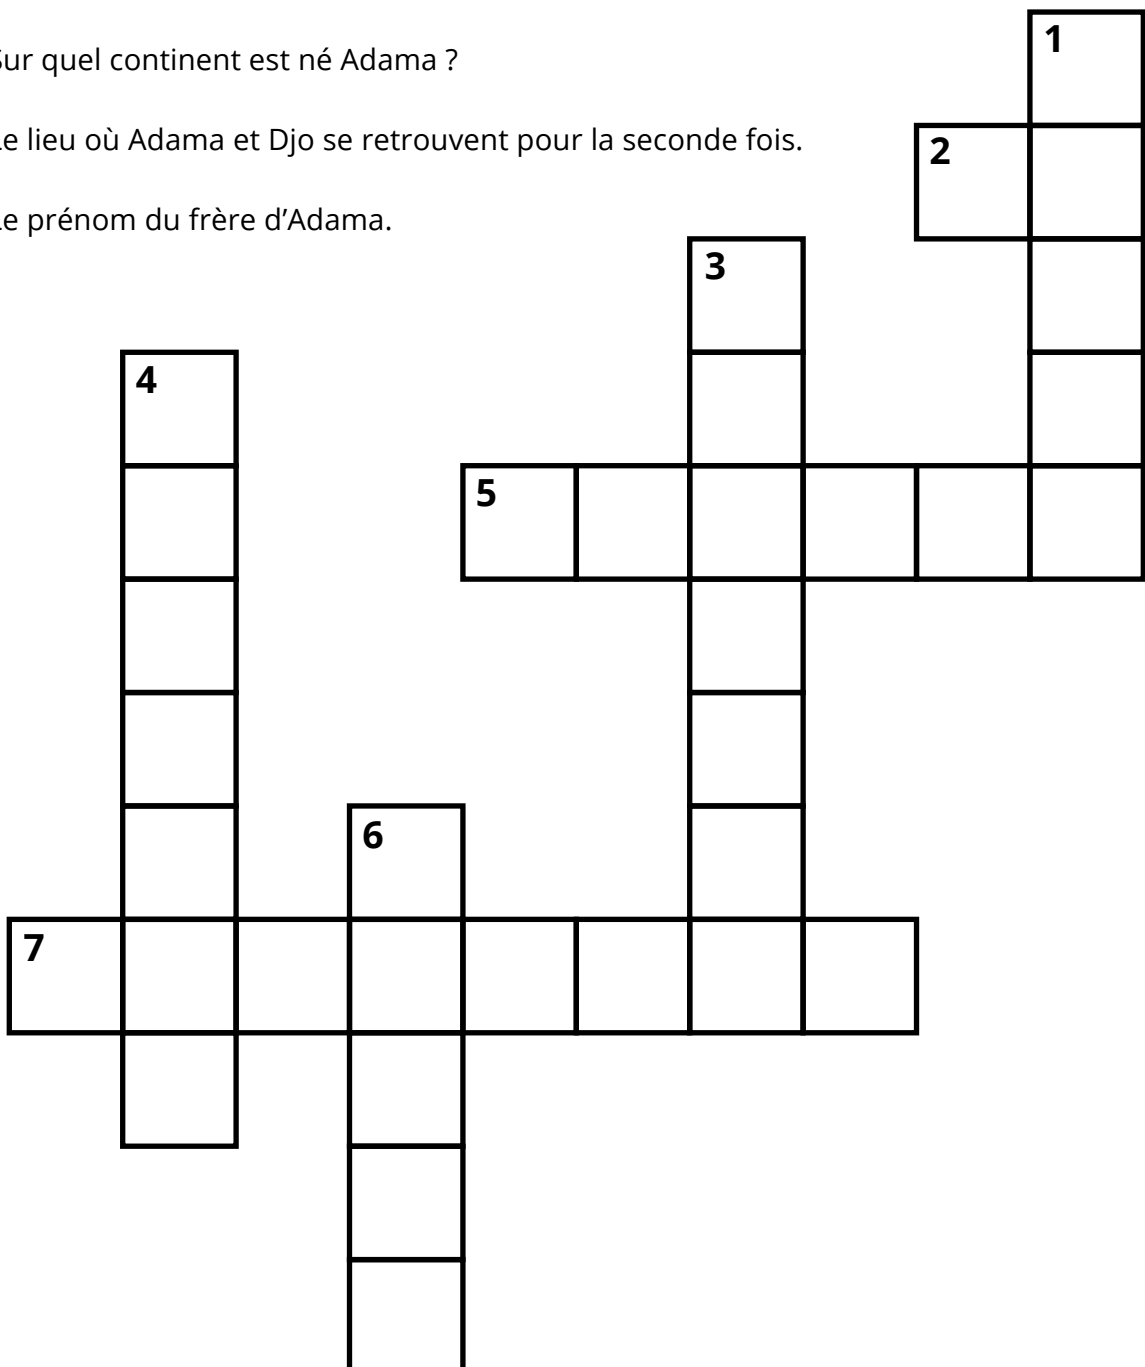 Sur quel continent est né Adama ?
Le lieu où Adama et Djo se retrouvent pour la seconde fois.
Le prénom du frère d’Adama.
1
2
3
4
5
6
7